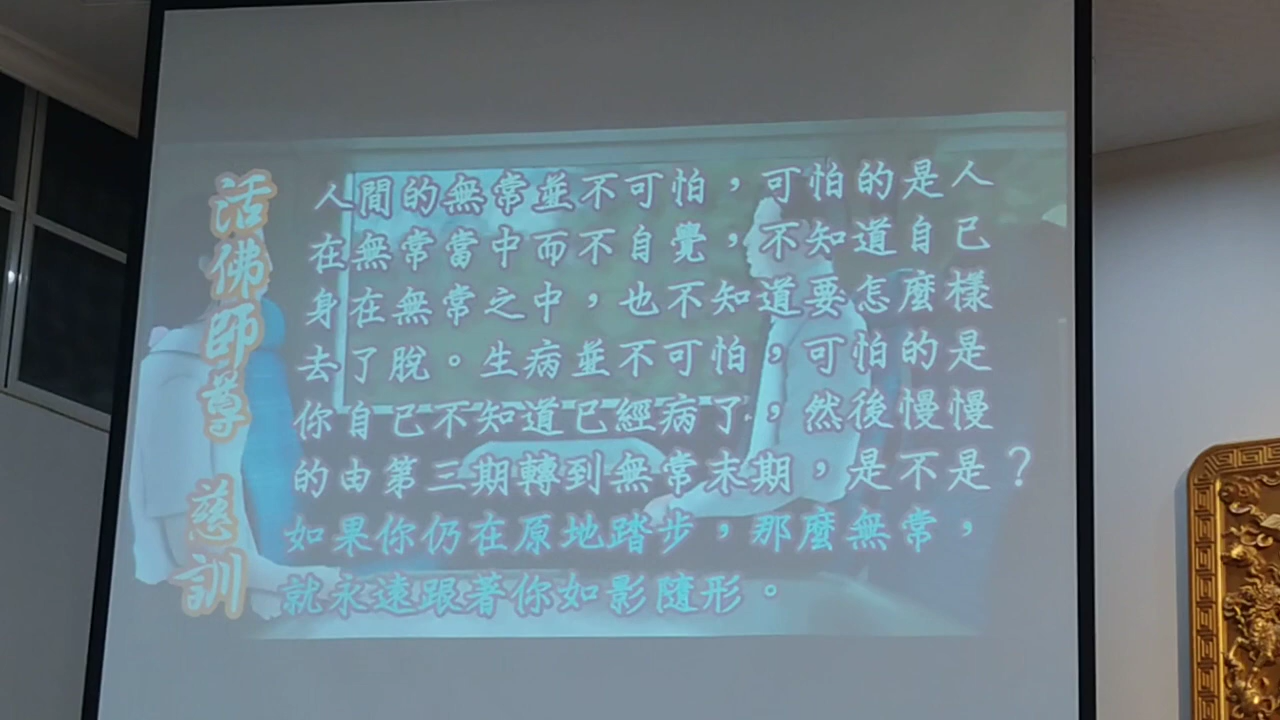 活佛師尊 慈訓
人間的無常並不可怕，可怕的是人
在無常當中而不自覺，不知道自己
身在無常之中，也不知道要怎麼樣
去了脫。生病並不可怕，可怕的是
你自己不知道已經病了，然後慢慢
的由第三期轉到無常末期，是不是？
如果你仍在原地踏步，那麼無常，
就永遠跟著你如影隨形。